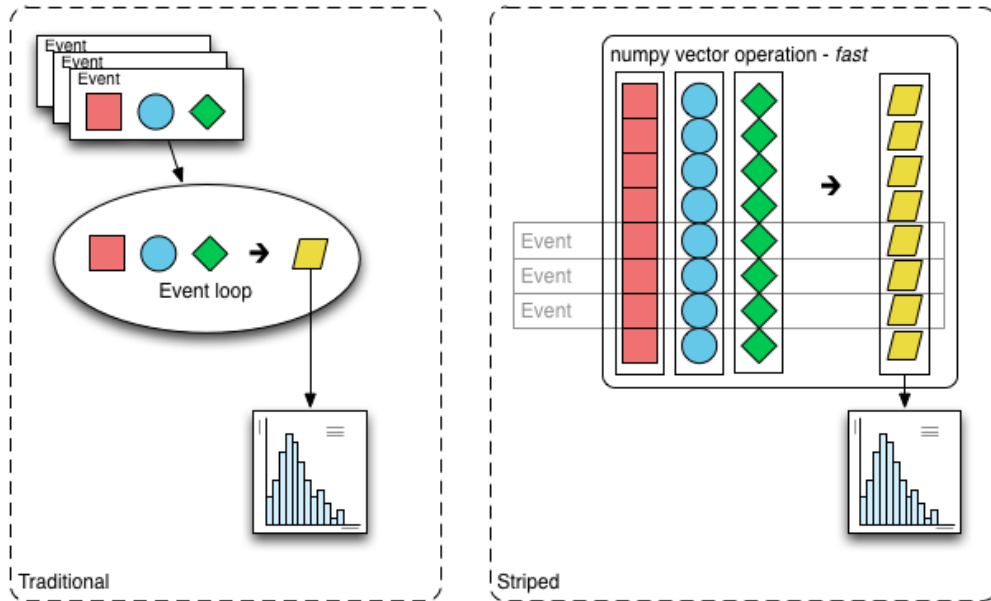 Event
Event
Event
Event loop
Traditional
numpy vector operation - fast
Event
Event
Event
Striped